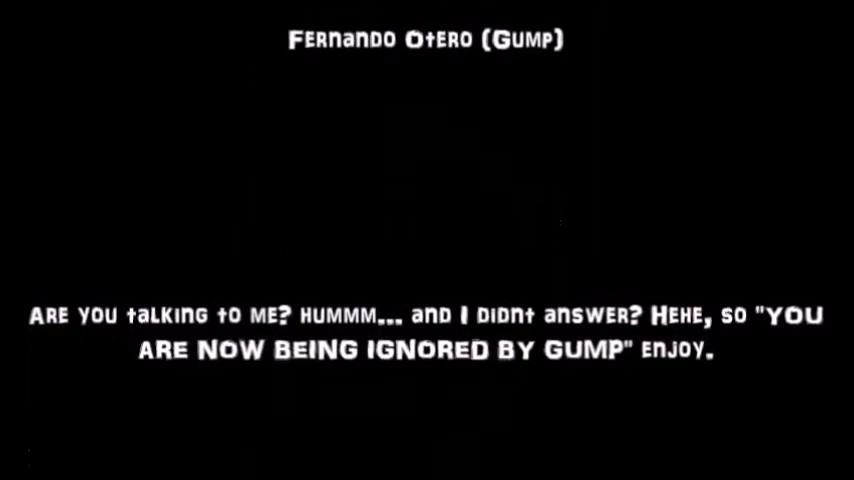 Fernando Otero (Gump)
Are you talking to me? hummm... and I didnt answer? Hehe, so "YOU
ARE NOW BEING IGNORED BY GUMP" enjoy.